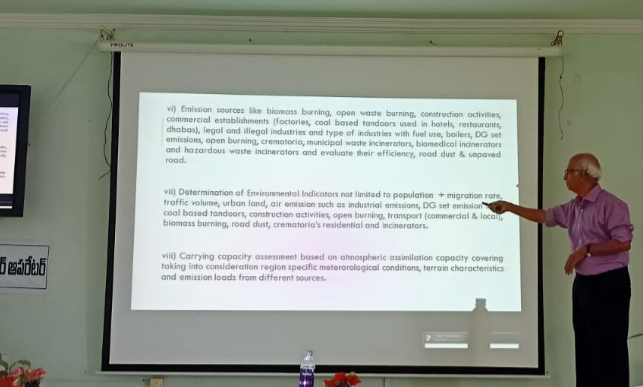 MEDLITE
vi) Emission sources like biomass burning, open waste burning, construction activities,
commercial establishments (factories, coal based tandoors used in hotels, restaurants,
dhabas), legal and illegal industries and type of industries with fuel use, boilers, DG set
emissions, open burning, crematoria, municipal waste incinerators, biomedical incinerators
and hazardous waste incinerators and evaluate their efficiency, road dust & unpaved
road.
vii) Determination of Environmental Indicators not limited to population + migration rate,
traffic volume, urban land, air emission such as industrial emissions, DG set emission
coal based tandoors, construction activities, open burning, transport (commercial & local),
biomass burning, road dust, crematoria's residential and incinerators.
viii) Carrying capacity assessment based on atmospheric assimilation capacity covering
taking into consideration region specific meterorological conditions, terrain characteristics
and emission loads from different sources.
ర్ ఆపరేటర్